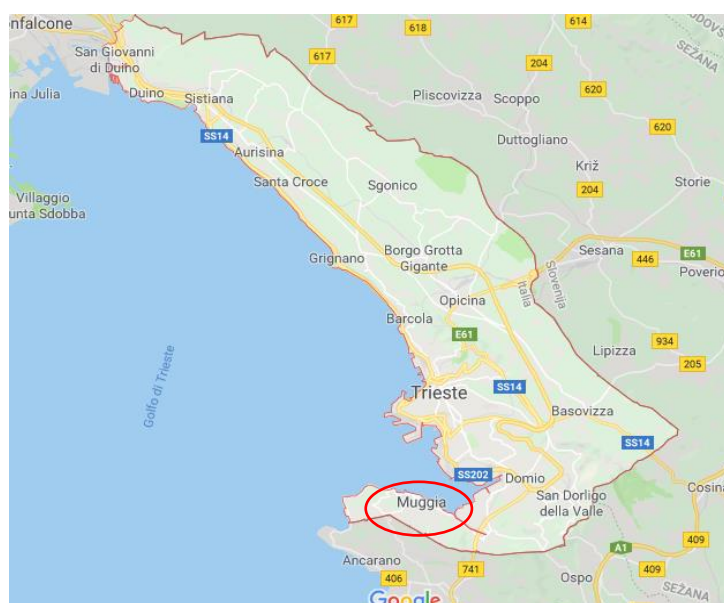 nfalcone
San Giovanni
di Duino
617
618
614
UDOVŠ
SEŽANA
617
204
ina Julia
Duino
Sistiana
Pliscovizza
Scoppo
620
SS14
Duttogliano
620
Aurisina
Križ
Santa Croce
Sgonico
204
Storie
Villaggio
unta Sdobba
Grignano
Borgo Grotta
Gigante
Sesana
E61
446
Poverio
Slovenija
Italia
Opicina
Barcola
E61
934
Lipizza
205
Golfo di Trieste
Trieste
SS14
Basovizza
SS14
SS202
Domio
Cosina
Muggia
San Dorligo
della Valle
409
A1
Ancarano
741
409
406
Ospo
SEŽANA
Google